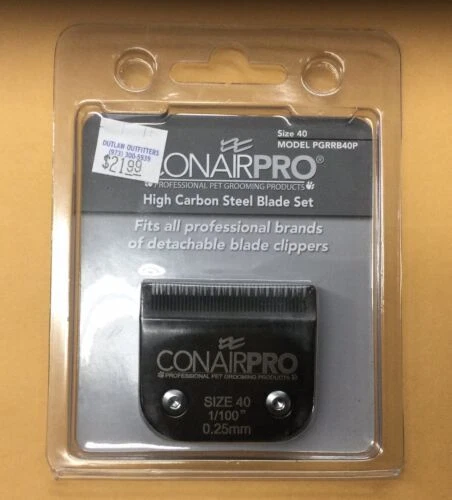 Size 40
MODEL PGRRB40P
OUTLAW OUTFITTERS
(973) 300-5939
$21.99
CONAIRPRO®
PROFESSIONAL PET GROOMING PRODUCTS
High Carbon Steel Blade Set
Fits all professional brands
of detachable blade clippers
CONAIRPRO
PROFESSIONAL PET GROOMING PRODUCTS
SIZE 40
1/100"
0.25mm